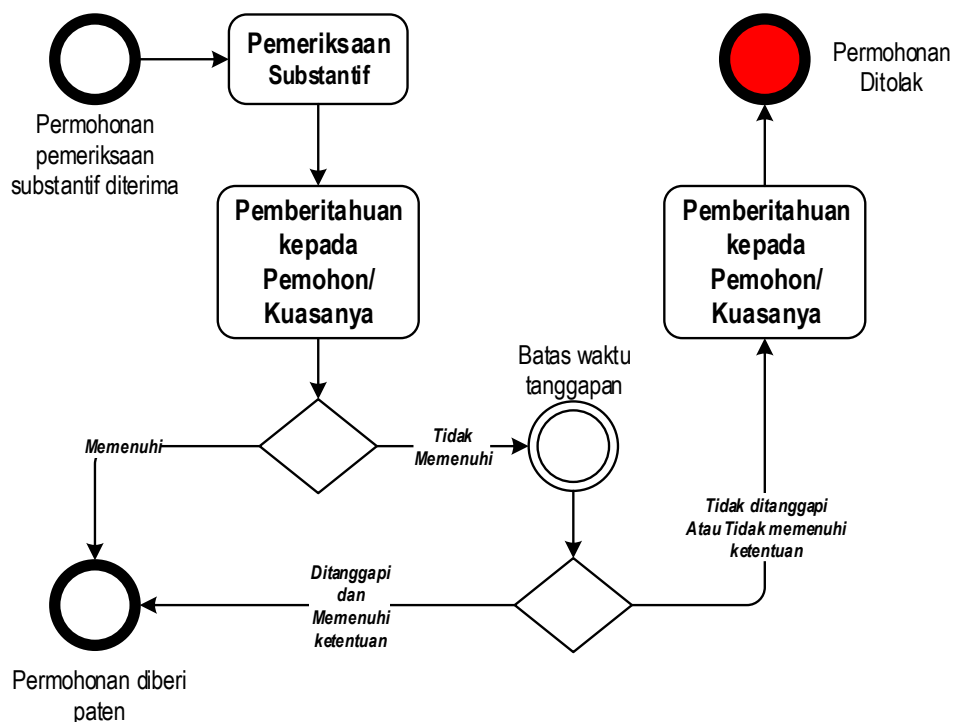 Permohonan
pemeriksaan
substantif diterima
Pemeriksaan
Substantif
Pemberitahuan
kepada
Pemohon/
Kuasanya
Memenuhi
Tidak
Memenuhi
Batas waktu
tanggapan
Ditanggapi
dan
Memenuhi
ketentuan
Permohonan diberi
paten
Tidak ditanggapi
Atau Tidak memenuhi
ketentuan
Pemberitahuan
kepada
Pemohon/
Kuasanya
Permohonan
Ditolak